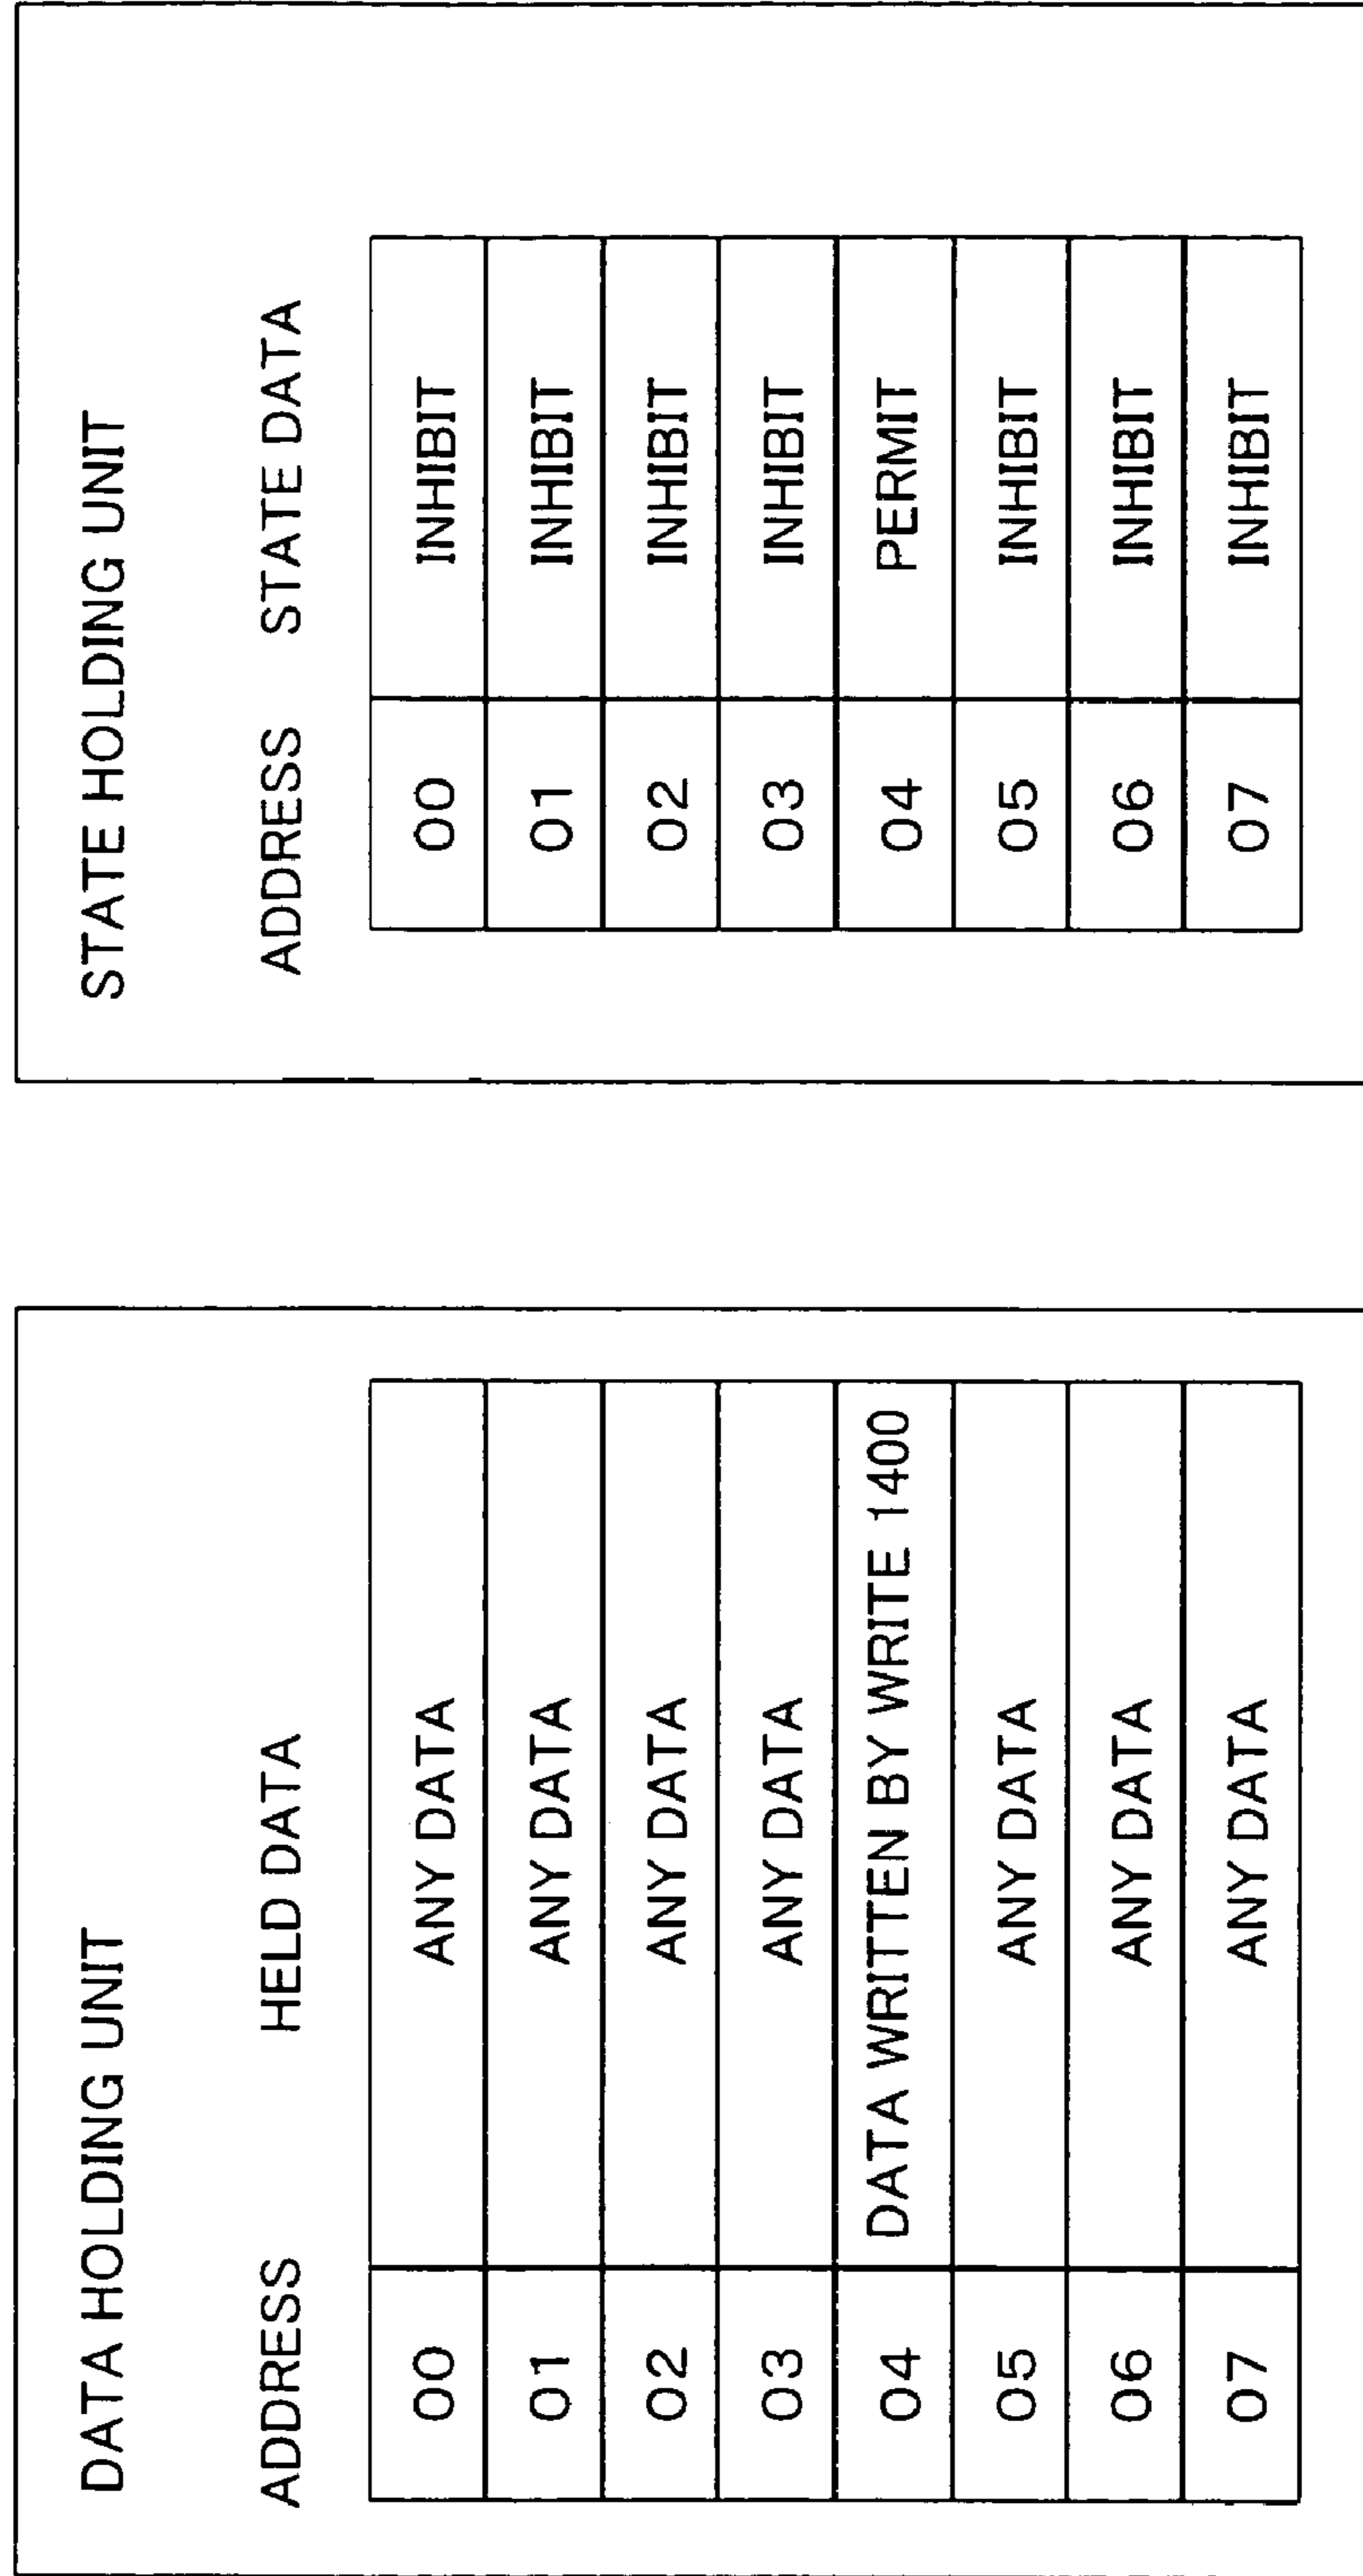 DATA HOLDING UNIT
ADDRESS HELD DATA
00 ANY DATA
01 ANY DATA
02 ANY DATA
03 ANY DATA
04 DATA WRITTEN BY WRITE 1400
05 ANY DATA
06 ANY DATA
07 ANY DATA
STATE HOLDING UNIT
ADDRESS STATE DATA
00 INHIBIT
01 INHIBIT
02 INHIBIT
03 INHIBIT
04 PERMIT
05 INHIBIT
06 INHIBIT
07 INHIBIT